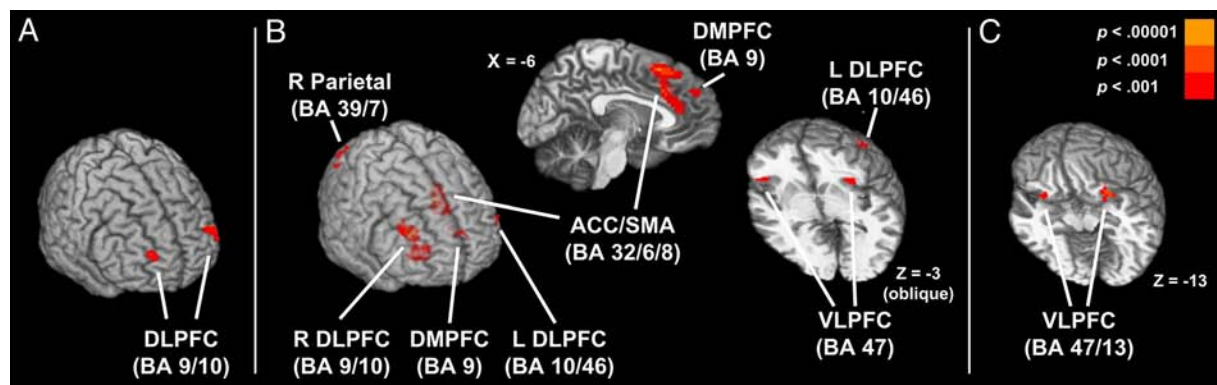 A
DLPFC
(BA 9/10)
B
R Parietal
(BA 39/7)
X = -6
DMPFC
(BA 9)
L DLPFC
(BA 10/46)
ACC/SMA
(BA 32/6/8)
Z = -3
(oblique)
R DLPFC
(BA 9/10)
DMPFC
(BA 9)
L DLPFC
(BA 10/46)
VLPFC
(BA 47)
C
p < .00001
p < .0001
p < .001
Z = -13
VLPFC
(BA 47/13)